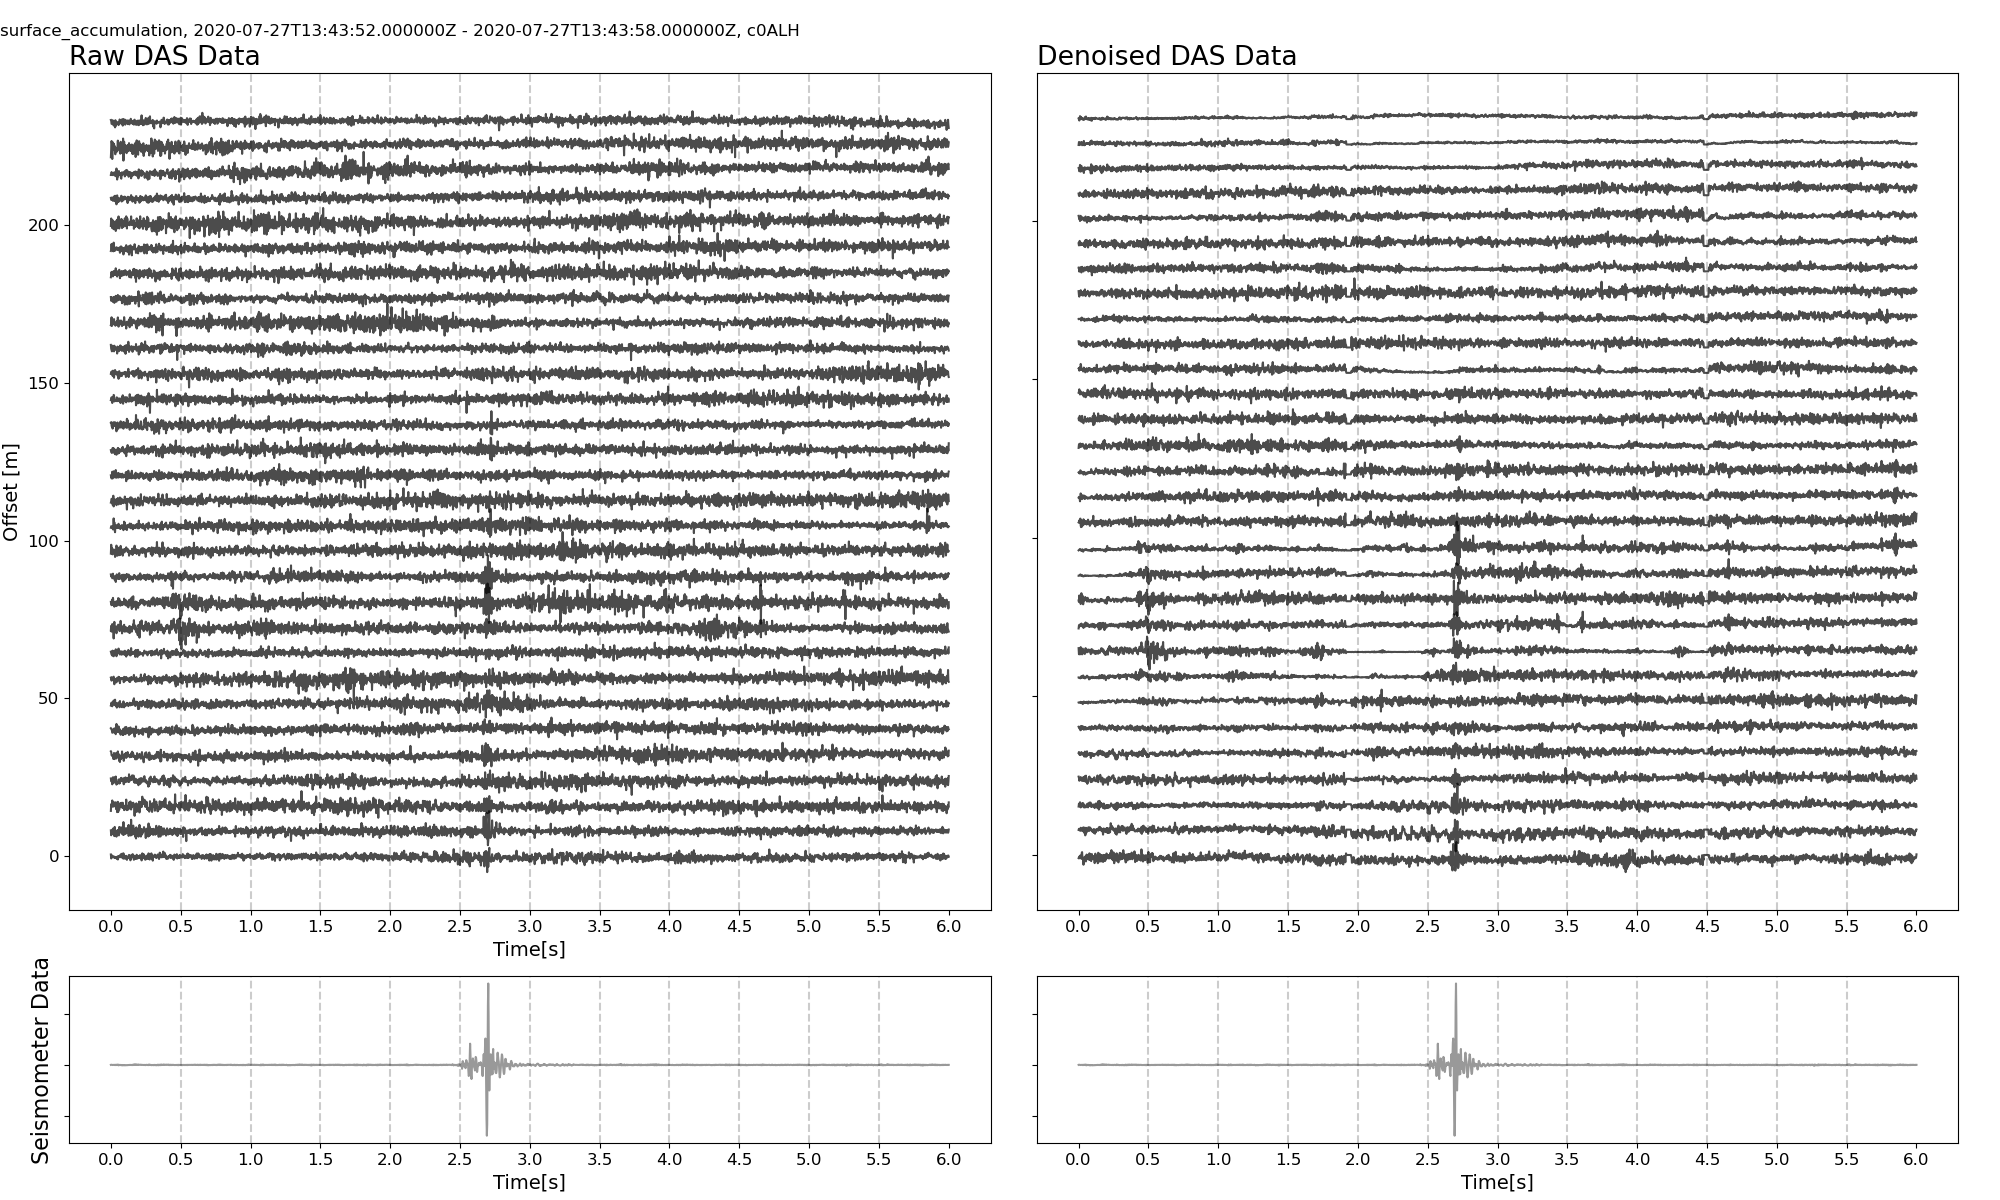 surface_accumulation, 2020-07-27T13:43:52.000000Z - 2020-07-27T13:43:58.000000Z, c0ALH
Raw DAS Data
Denoised DAS Data
Offset [m]
200
150
100
50
0
0.0 0.5 1.0 1.5 2.0 2.5 3.0 3.5 4.0 4.5 5.0 5.5 6.0
Time[s]
0.0 0.5 1.0 1.5 2.0 2.5 3.0 3.5 4.0 4.5 5.0 5.5 6.0
Seismometer Data
0.0 0.5 1.0 1.5 2.0 2.5 3.0 3.5 4.0 4.5 5.0 5.5 6.0
Time[s]
0.0 0.5 1.0 1.5 2.0 2.5 3.0 3.5 4.0 4.5 5.0 5.5 6.0
Time[s]